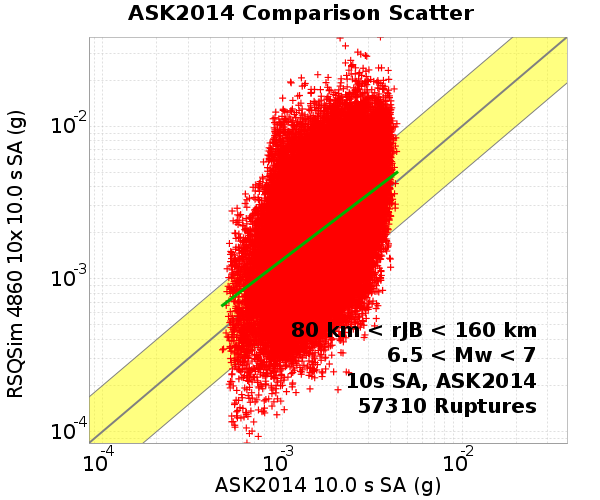 ASK2014 Comparison Scatter
RSQSim 4860 10x 10.0 s SA (g)
10-2
10-3
10-4
80 km < rJB < 160 km
6.5 < Mw < 7
10s SA, ASK2014
57310 Ruptures
10-4
10-3
10-2
ASK2014 10.0 s SA (g)